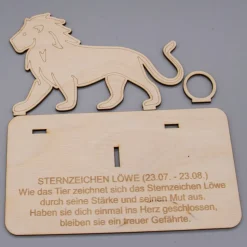 STERNZEICHEN LÖWE (23.07. - 23.08.)
Wie das Tier zeichnet sich das Sternzeichen Löwe
durch seine Stärke und seinen Mut aus.
Haben sie dich einmal ins Herz geschlossen,
bleiben sie ein treuer Gefährte.